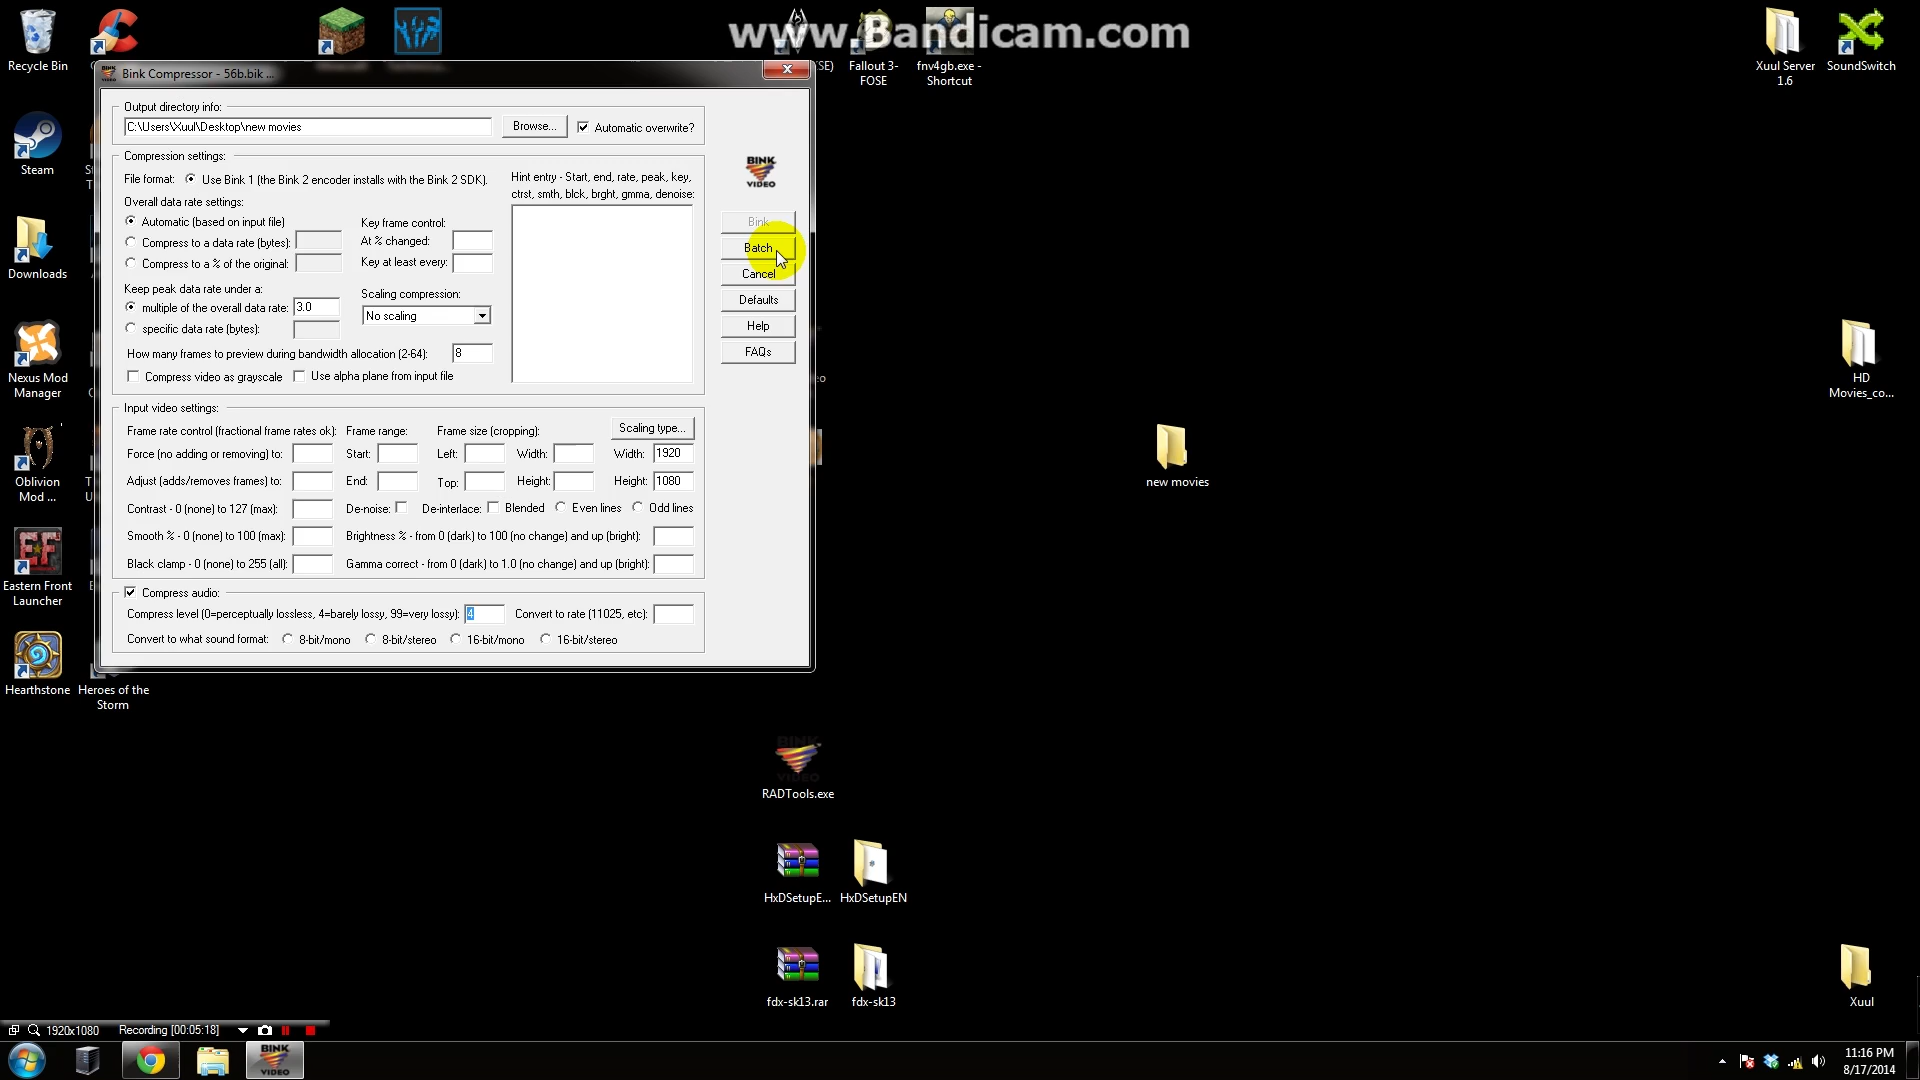 www.Bandicam.com
Recycle Bin
Fallout 3-
FOSE
fnv4gb.exe -
Shortcut
Xuul Server
1.6
SoundSwitch
Bink Compressor - 56b.bik ...
Output directory info:
C:\Users\Xuul\Desktop\new movies
Browse...
Automatic overwrite?
Compression settings:
File format:
Use Bink 1 (the Bink 2 encoder installs with the Bink 2 SDK).
Overall data rate settings:
Automatic (based on input file)
Compress to a data rate (bytes):
Compress to a % of the original:
Key frame control:
At % changed:
Key at least every:
Hint entry - Start, end, rate, peak, key,
ctrst, smth, blck, brght, gmma, denoise:
Keep peak data rate under a:
multiple of the overall data rate: 3.0
specific data rate (bytes):
Scaling compression:
No scaling
How many frames to preview during bandwidth allocation (2-64): 8
Compress video as grayscale
Use alpha plane from input file
BINK
VIDEO
Bink
Batch
Cancel
Defaults
Help
FAQs
Input video settings:
Frame rate control (fractional frame rates ok): Frame range: Frame size (cropping): Scaling type...
Force (no adding or removing) to: Start: Left: Width: Width: 1920
Adjust (adds/removes frames) to: End: Top: Height: Height: 1080
Contrast - 0 (none) to 127 (max): De-noise: De-interlace: Blended Even lines Odd lines
Smooth % - 0 (none) to 100 (max): Brightness % - from 0 (dark) to 100 (no change) and up (bright):
Black clamp - 0 (none) to 255 (all): Gamma correct - from 0 (dark) to 1.0 (no change) and up (bright):
Compress audio:
Compress level (0=perceptually lossless, 4=barely lossy, 99=very lossy): 4 Convert to rate (11025, etc):
Convert to what sound format: 8-bit/mono 8-bit/stereo 16-bit/mono 16-bit/stereo
Steam
Downloads
Nexus Mod
Manager
Oblivion
Mod ...
Eastern Front
Launcher
Hearthstone
Heroes of the
Storm
HD
Movies_co...
new movies
BINK
VIDEO
RADTools.exe
HxDSetupE...
HxDSetupEN
fdx-sk13.rar
fdx-sk13
Xuul
1920x1080
Recording [00:05:18]
BINK
VIDEO
11:16 PM
8/17/2014